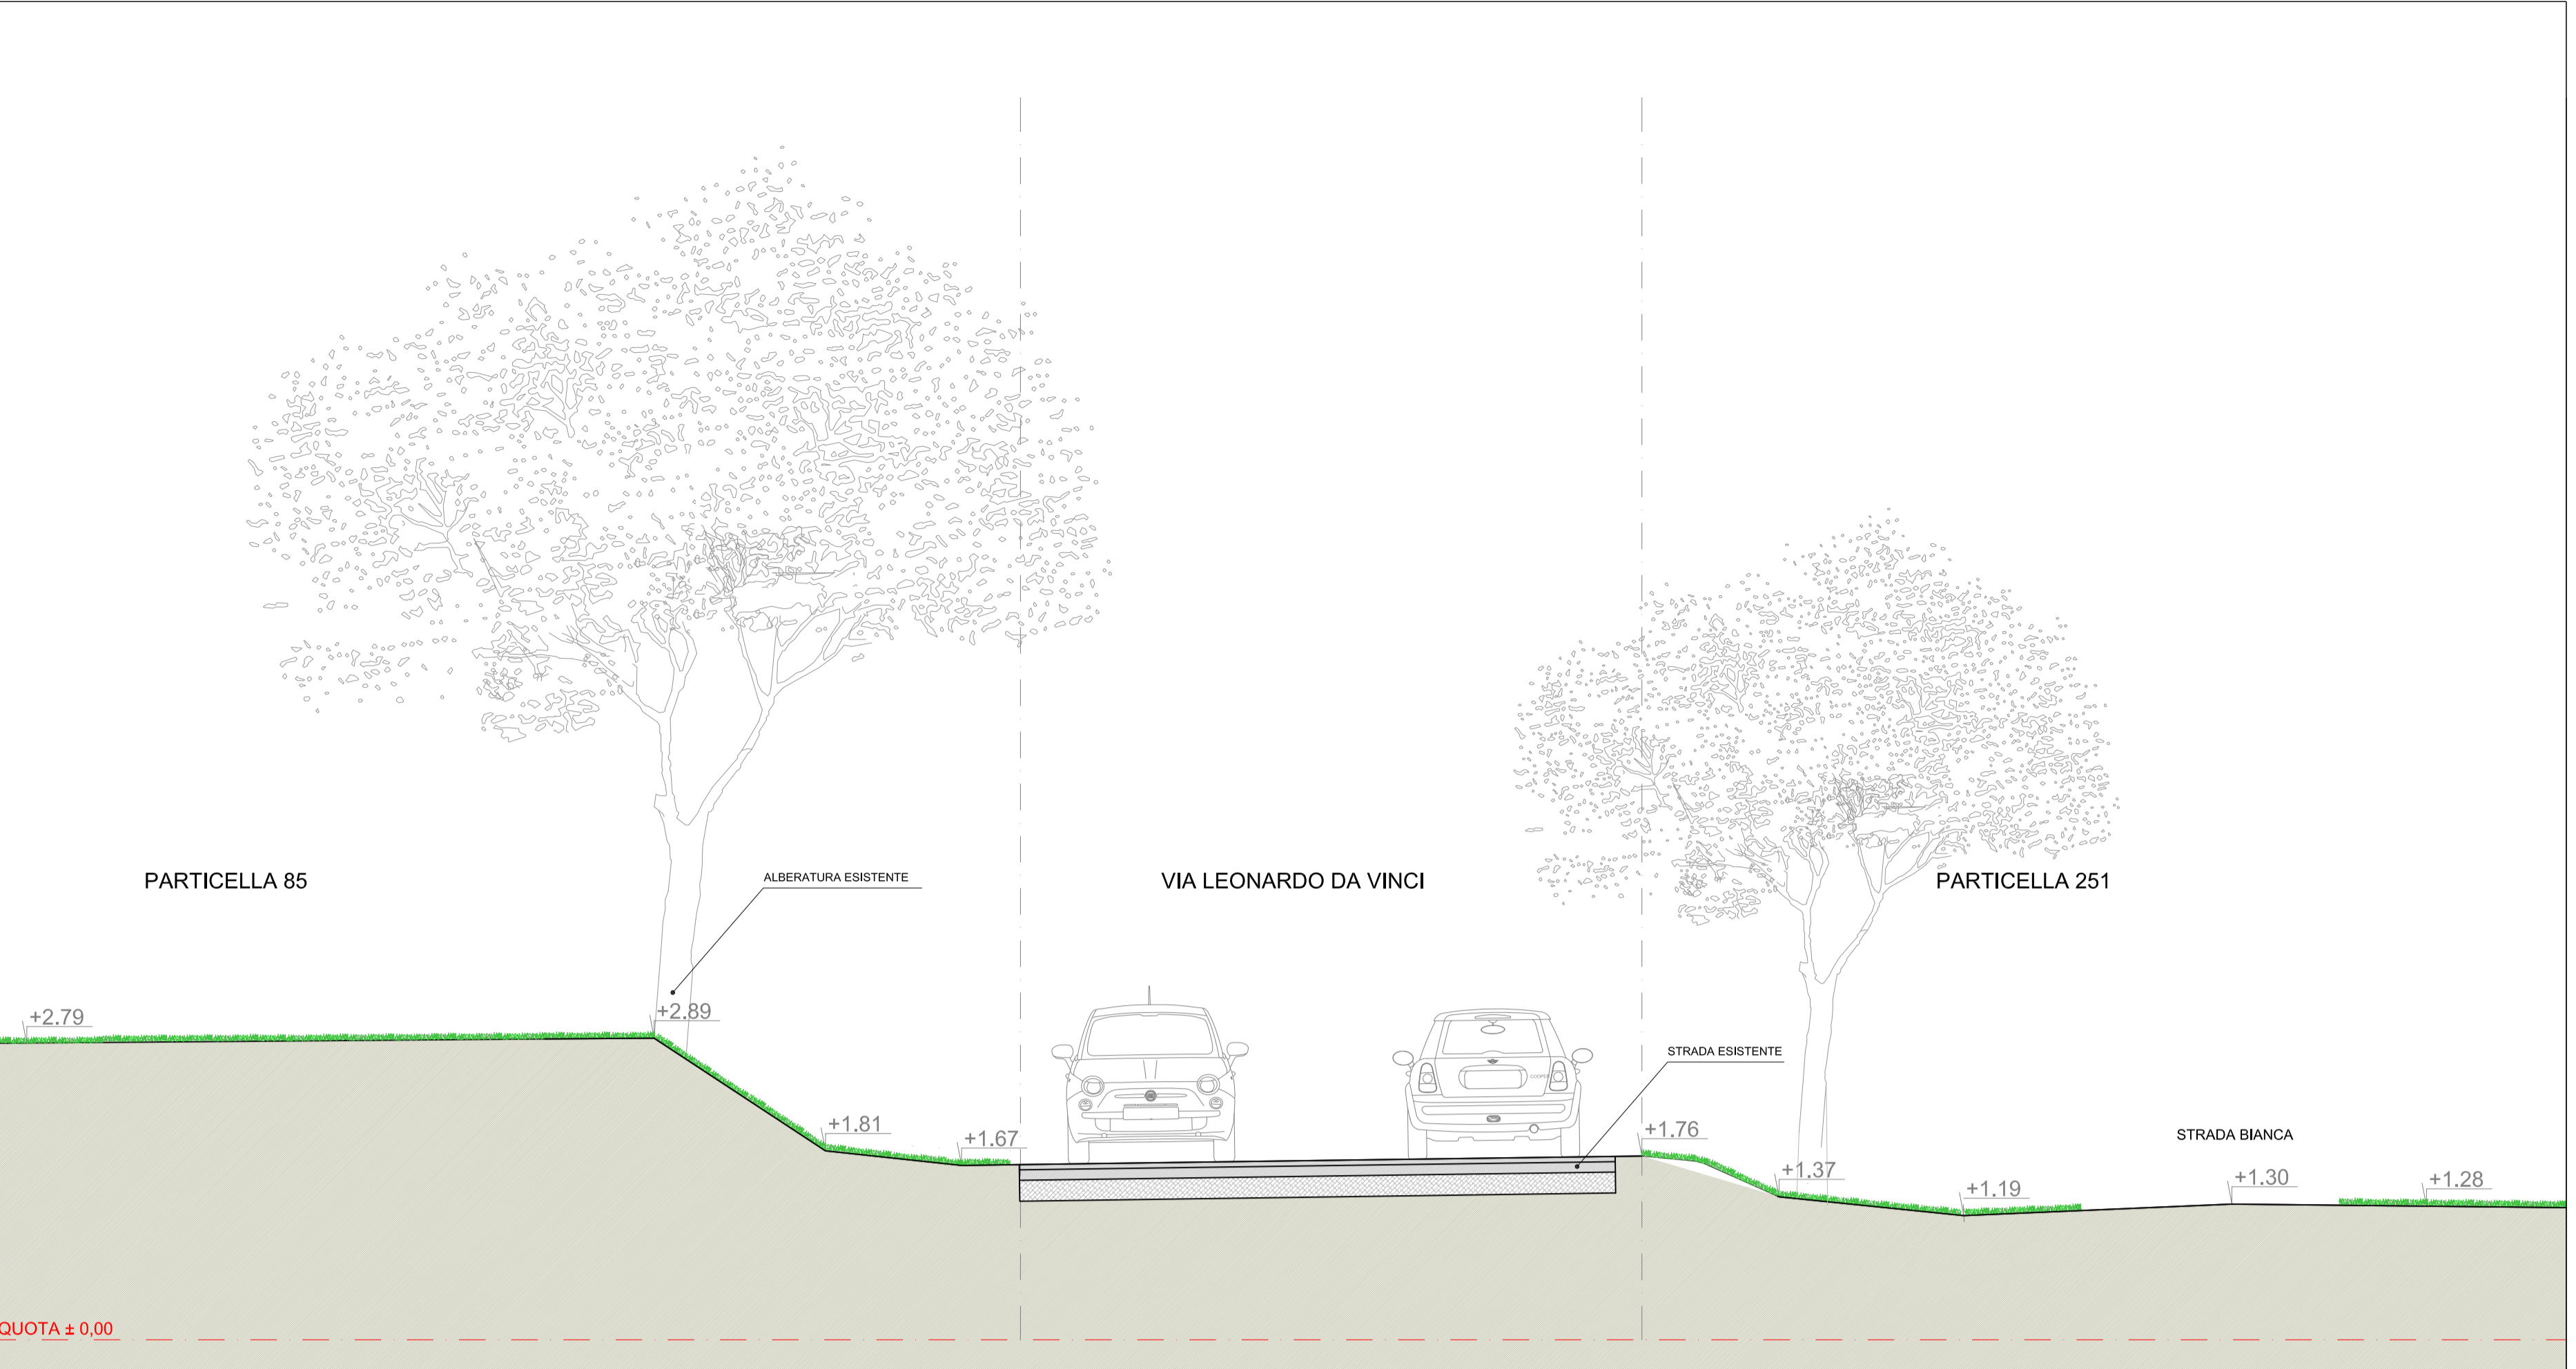 PARTICELLA 85
ALBERATURA ESISTENTE
VIA LEONARDO DA VINCI
PARTICELLA 251
+2.79
+2.89
STRADA ESISTENTE
COOPER
+1.81
+1.67
+1.76
STRADA BIANCA
+1.37
+1.19
+1.30
+1.28
QUOTA ± 0,00